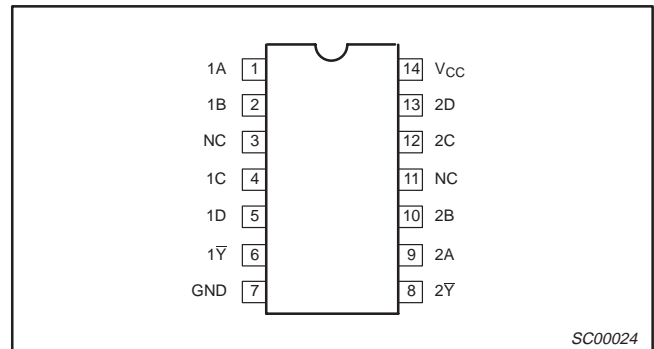 1A 1 14 VCC
1B 2 13 2D
NC 3 12 2C
1C 4 11 NC
1D 5 10 2B
1Y̅ 6 9 2A
GND 7 8 2Y̅
SC00024